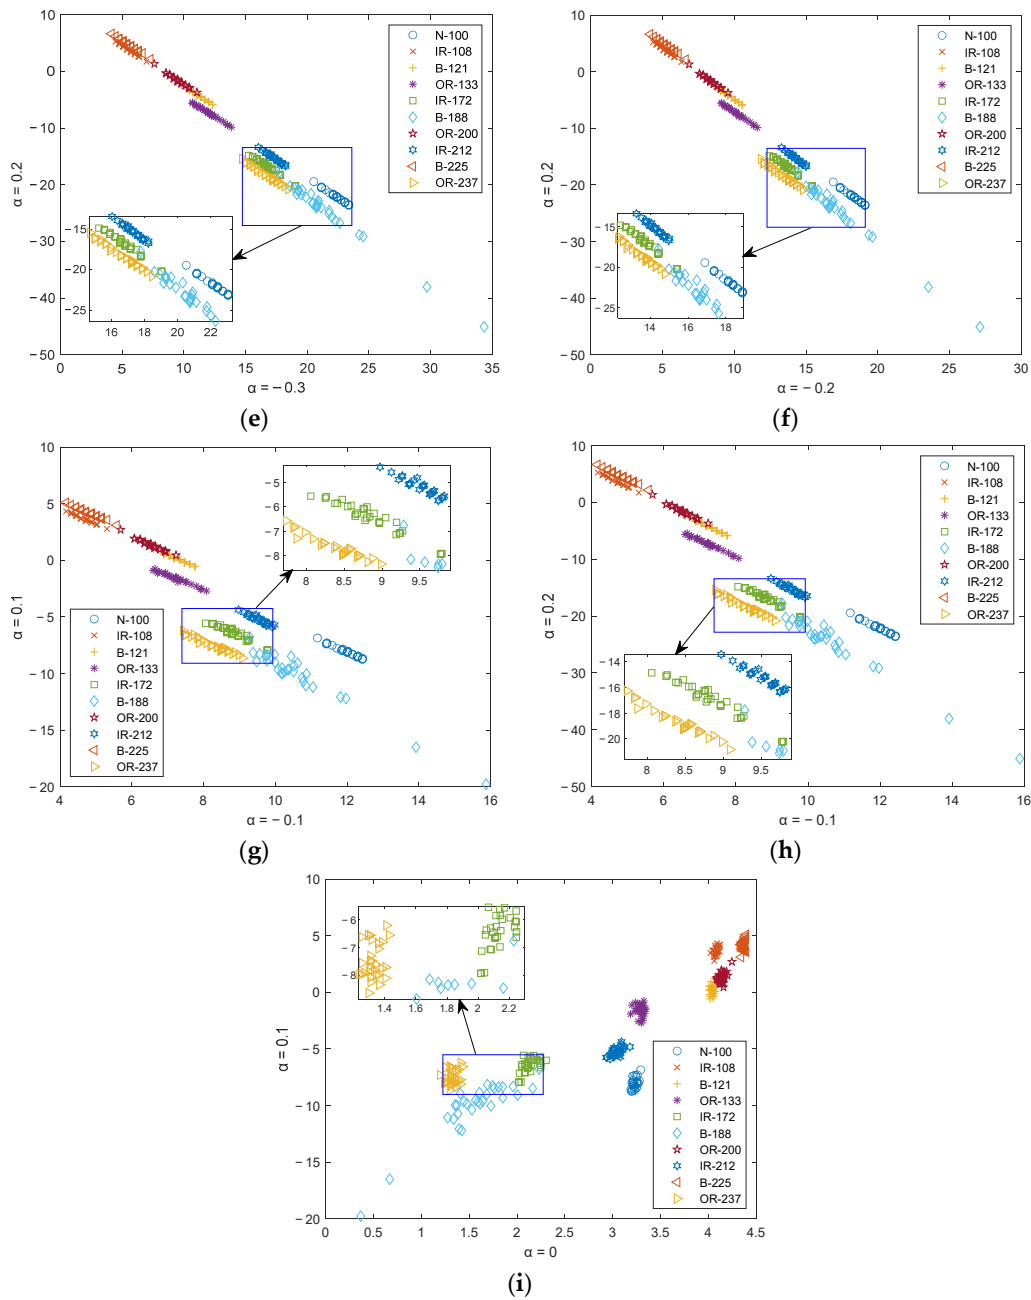 10
5
0
−10
−20
−30
−40
−50
α = 0.2
0 5 10 15 20 25 30 35
α = −0.3
N-100
IR-108
B-121
OR-133
IR-172
B-188
OR-200
IR-212
B-225
OR-237
−15
−20
−25
16 18 20 22
(e)
10
0
−10
−20
−30
−40
−50
α = 0.2
0 5 10 15 20 25 30
α = −0.2
N-100
IR-108
B-121
OR-133
IR-172
B-188
OR-200
IR-212
B-225
OR-237
−15
−20
−25
14 16 18
(f)
10
5
0
−5
−10
−15
−20
α = 0.1
4 6 8 10 12 14 16
α = −0.1
N-100
IR-108
B-121
OR-133
IR-172
B-188
OR-200
IR-212
B-225
OR-237
−5
−6
−7
−8
8 8.5 9 9.5
(g)
10
0
−10
−20
−30
−40
−50
α = 0.2
4 6 8 10 12 14 16
α = −0.1
N-100
IR-108
B-121
OR-133
IR-172
B-188
OR-200
IR-212
B-225
OR-237
−14
−16
−18
−20
8 8.5 9 9.5
(h)
10
5
0
−5
−10
−15
−20
α = 0.1
0 0.5 1 1.5 2 2.5 3 3.5 4 4.5
α = 0
−6
−7
−8
1.4 1.6 1.8 2 2.2
N-100
IR-108
B-121
OR-133
IR-172
B-188
OR-200
IR-212
B-225
OR-237
(i)